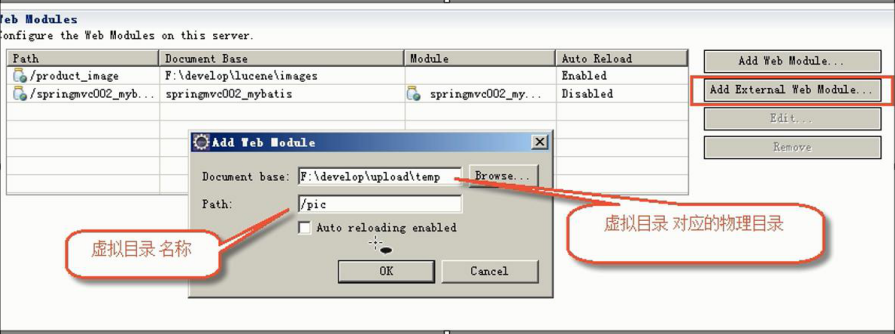 Web Modules
Configure the Web Modules on this server.
Path Document Base Module Auto Reload
/product_image F:\develop\lucene\images Enabled
/springmvc002_myb... springmvc002_mybatis springmvc002_my... Disabled
Add Web Module...
Add External Web Module...
Edit...
Remove
Add Web Module
Document base: F:\develop\upload\temp Browse...
Path: /pic
Auto reloading enabled
OK Cancel
虚拟目录 名称
虚拟目录 对应的物理目录